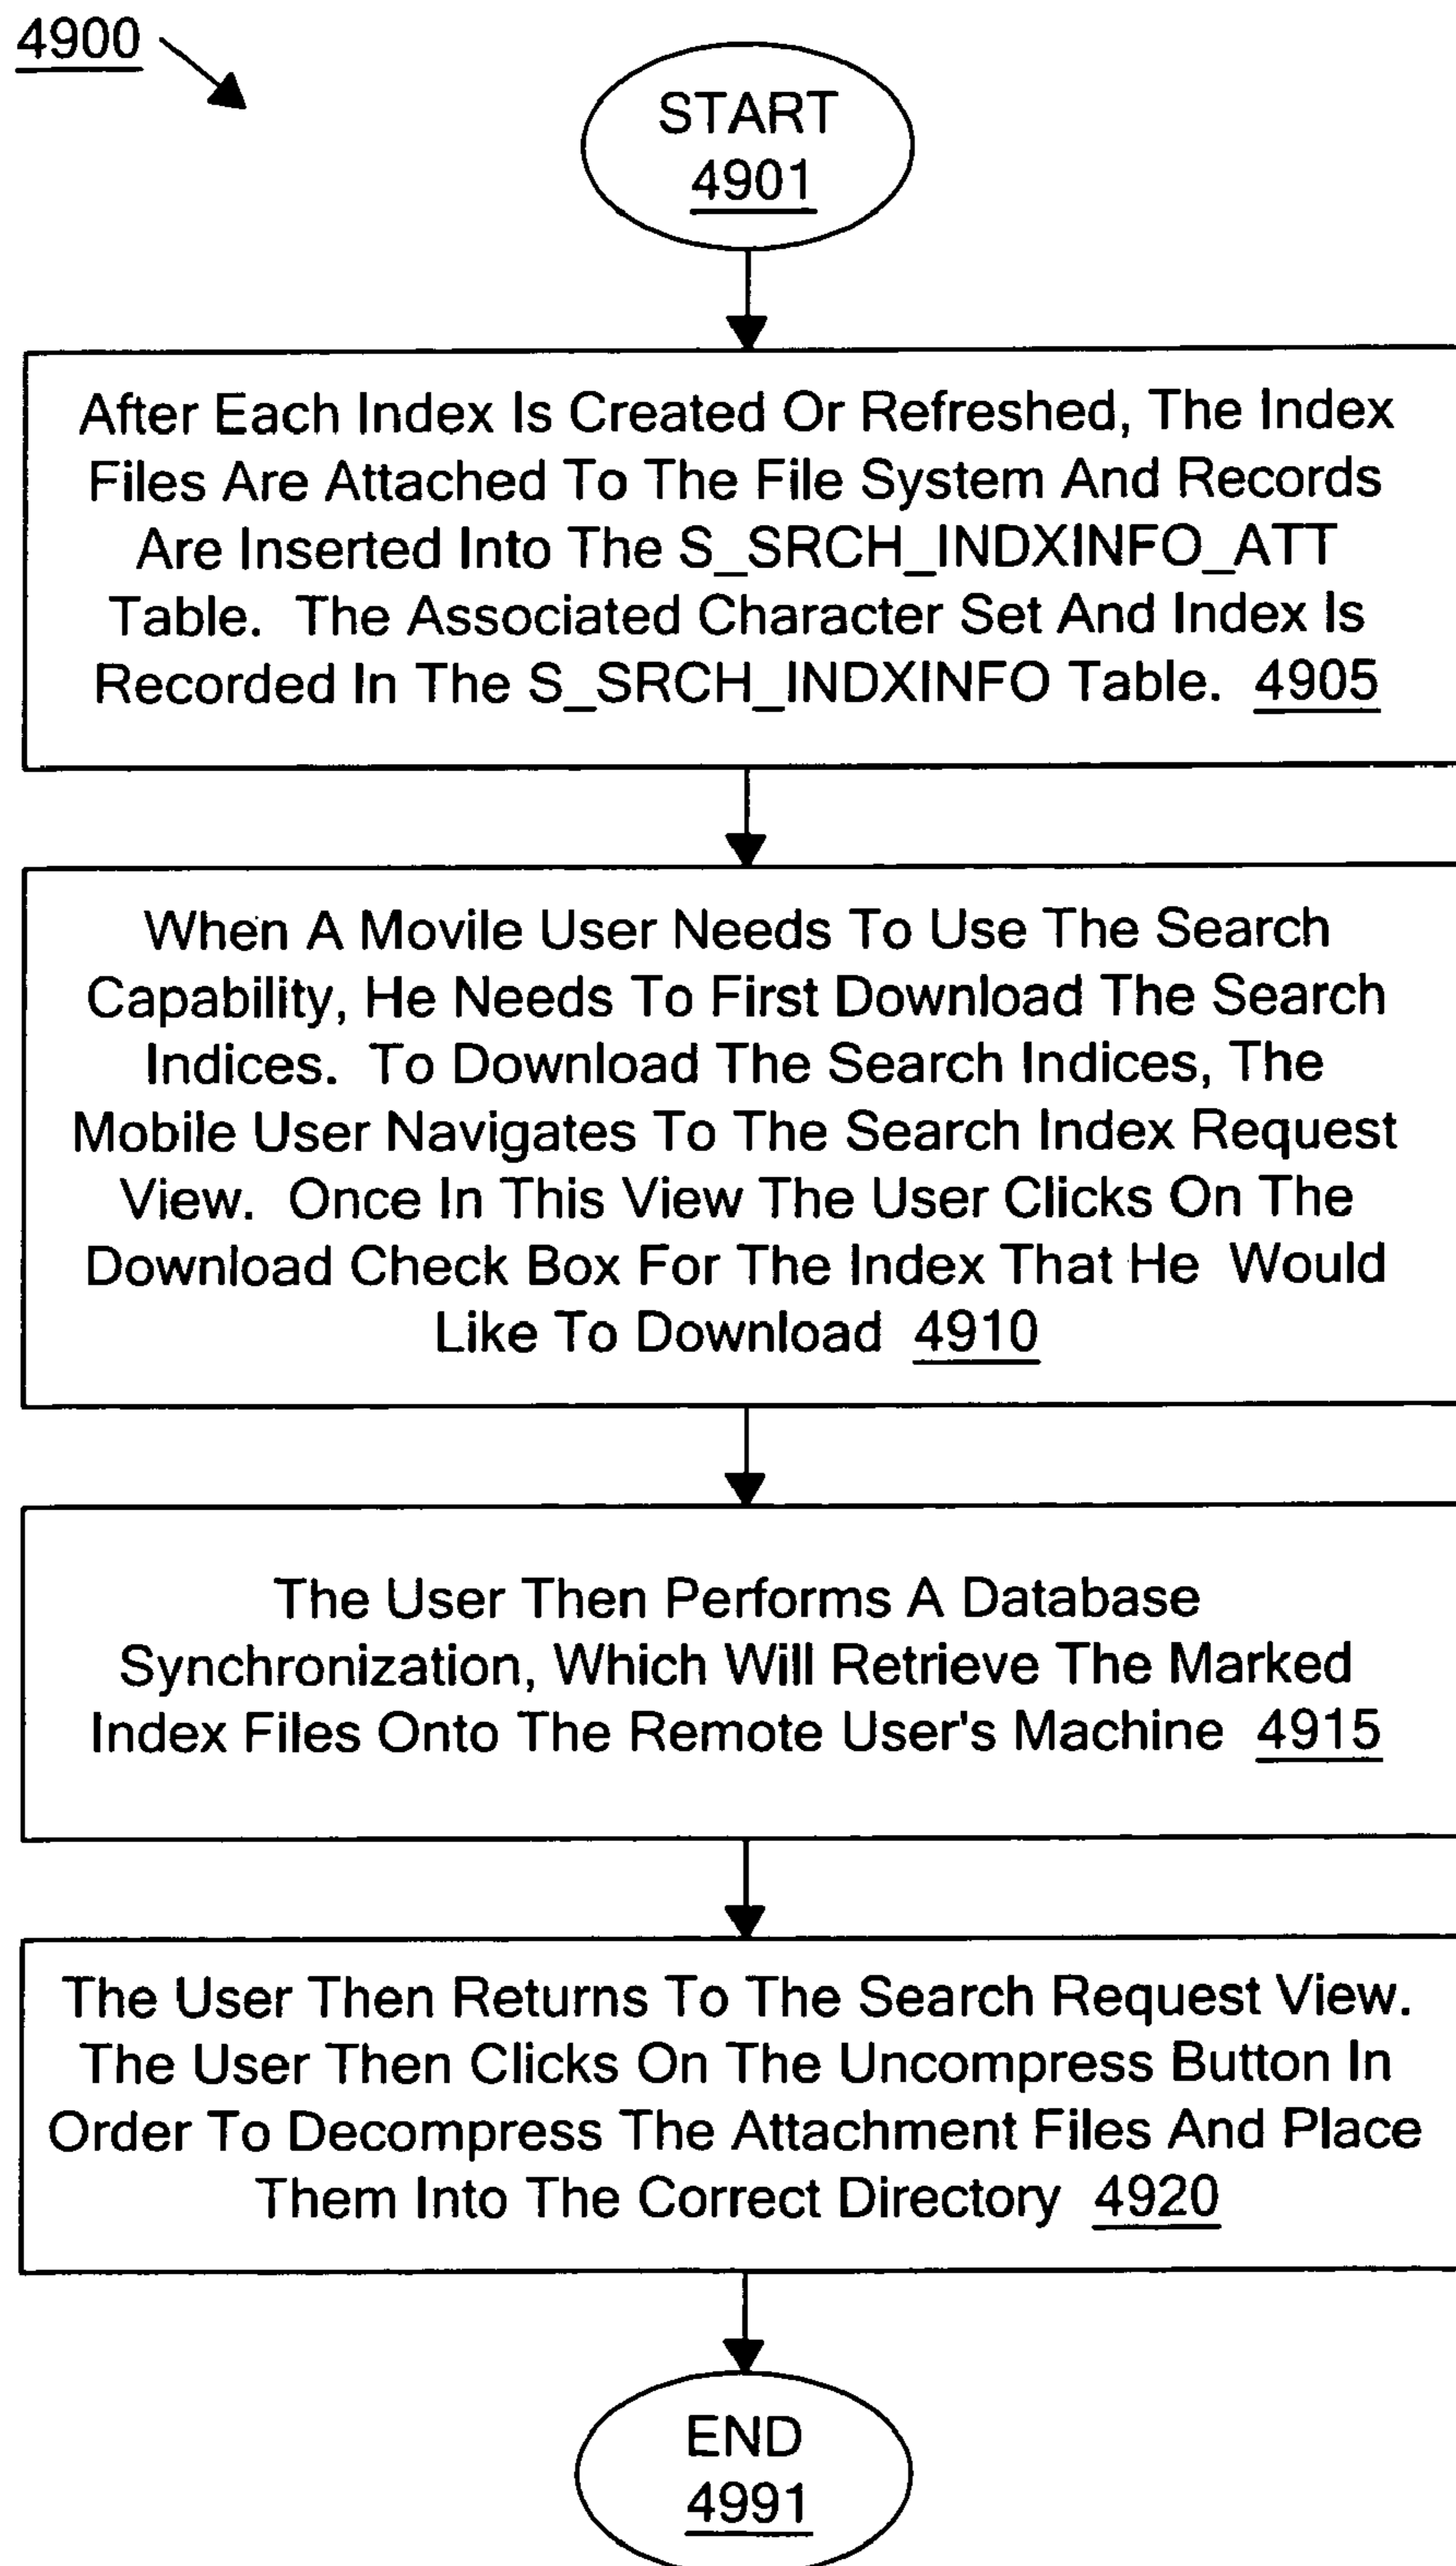 4900
START
4901
After Each Index Is Created Or Refreshed, The Index
Files Are Attached To The File System And Records
Are Inserted Into The S_SRCH_INDXINFO_ATT
Table. The Associated Character Set And Index Is
Recorded In The S_SRCH_INDXINFO Table. 4905
When A Movile User Needs To Use The Search
Capability, He Needs To First Download The Search
Indices. To Download The Search Indices, The
Mobile User Navigates To The Search Index Request
View. Once In This View The User Clicks On The
Download Check Box For The Index That He Would
Like To Download 4910
The User Then Performs A Database
Synchronization, Which Will Retrieve The Marked
Index Files Onto The Remote User's Machine 4915
The User Then Returns To The Search Request View.
The User Then Clicks On The Uncompress Button In
Order To Decompress The Attachment Files And Place
Them Into The Correct Directory 4920
END
4991